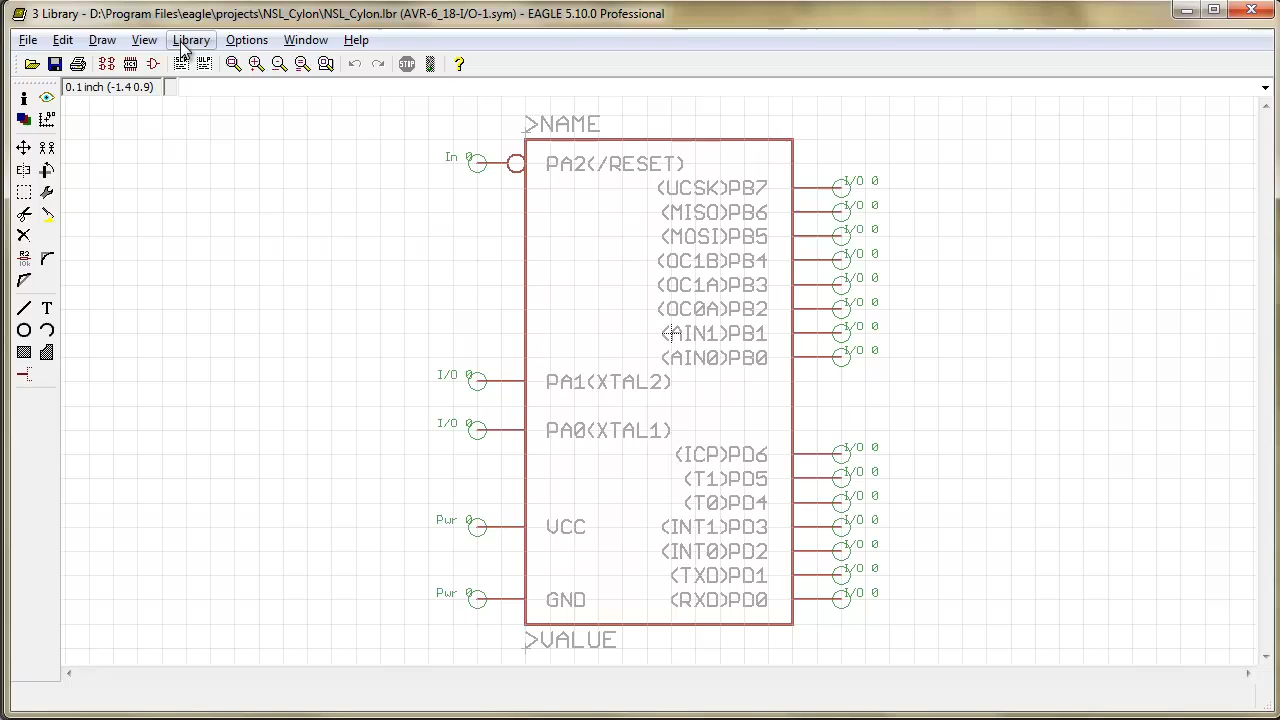 3 Library - D:\Program Files\eagle\projects\NSL_Cylon\NSL_Cylon.lbr (AVR-6_18-I/O-1.sym) - EAGLE 5.10.0 Professional
File Edit Draw View Library Options Window Help
SCR ULP STOP ?
0.1 inch (-1.4 0.9)
R2
10k
>NAME
In 0 PA2(/RESET)
(UCSK)PB7 I/O 0
(MISO)PB6 I/O 0
(MOSI)PB5 I/O 0
(OC1B)PB4 I/O 0
(OC1A)PB3 I/O 0
(OC0A)PB2 I/O 0
(AIN1)PB1 I/O 0
(AIN0)PB0 I/O 0
I/O 0 PA1(XTAL2)
I/O 0 PA0(XTAL1)
(ICP)PD6 I/O 0
(T1)PD5 I/O 0
(T0)PD4 I/O 0
Pwr 0 VCC (INT1)PD3 I/O 0
(INT0)PD2 I/O 0
(TXD)PD1 I/O 0
Pwr 0 GND (RXD)PD0 I/O 0
>VALUE